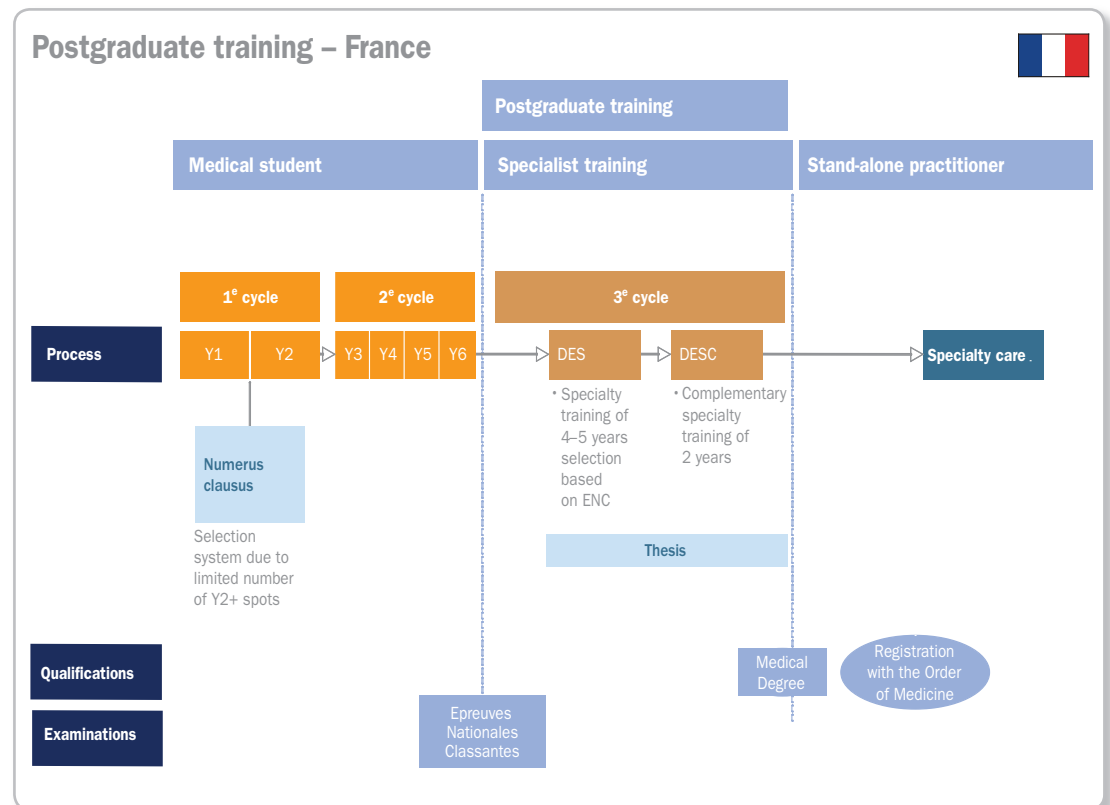 Postgraduate training – France
Postgraduate training
Medical student
Specialist training
Stand-alone practitioner
1e cycle
2e cycle
3e cycle
Process
Y1
Y2
Y3
Y4
Y5
Y6
DES
DESC
Specialty care .
• Specialty
training of
4–5 years
selection
based
on ENC
• Complementary
specialty
training of
2 years
Numerus
clausus
Selection
system due to
limited number
of Y2+ spots
Thesis
Qualifications
Medical
Degree
Registration
with the Order
of Medicine
Examinations
Epreuves
Nationales
Classantes